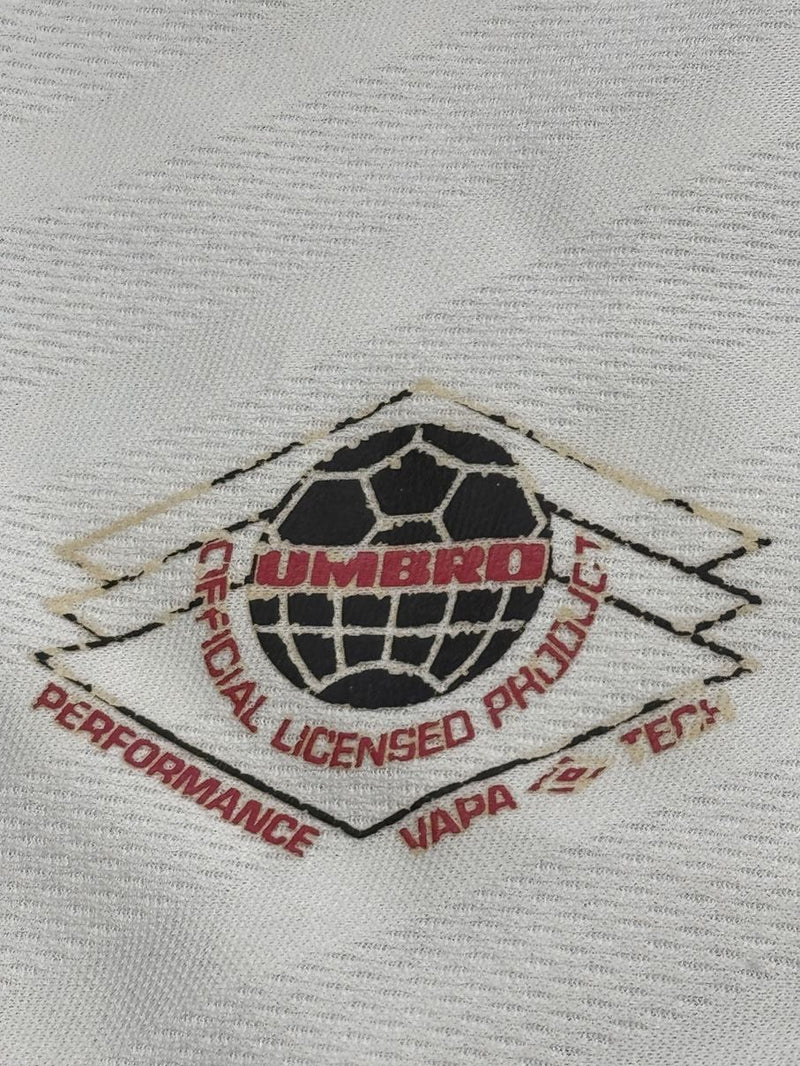 UMBRO
OFFICIAL LICENSED PRODUCT
PERFORMANCE
VAPA TECH